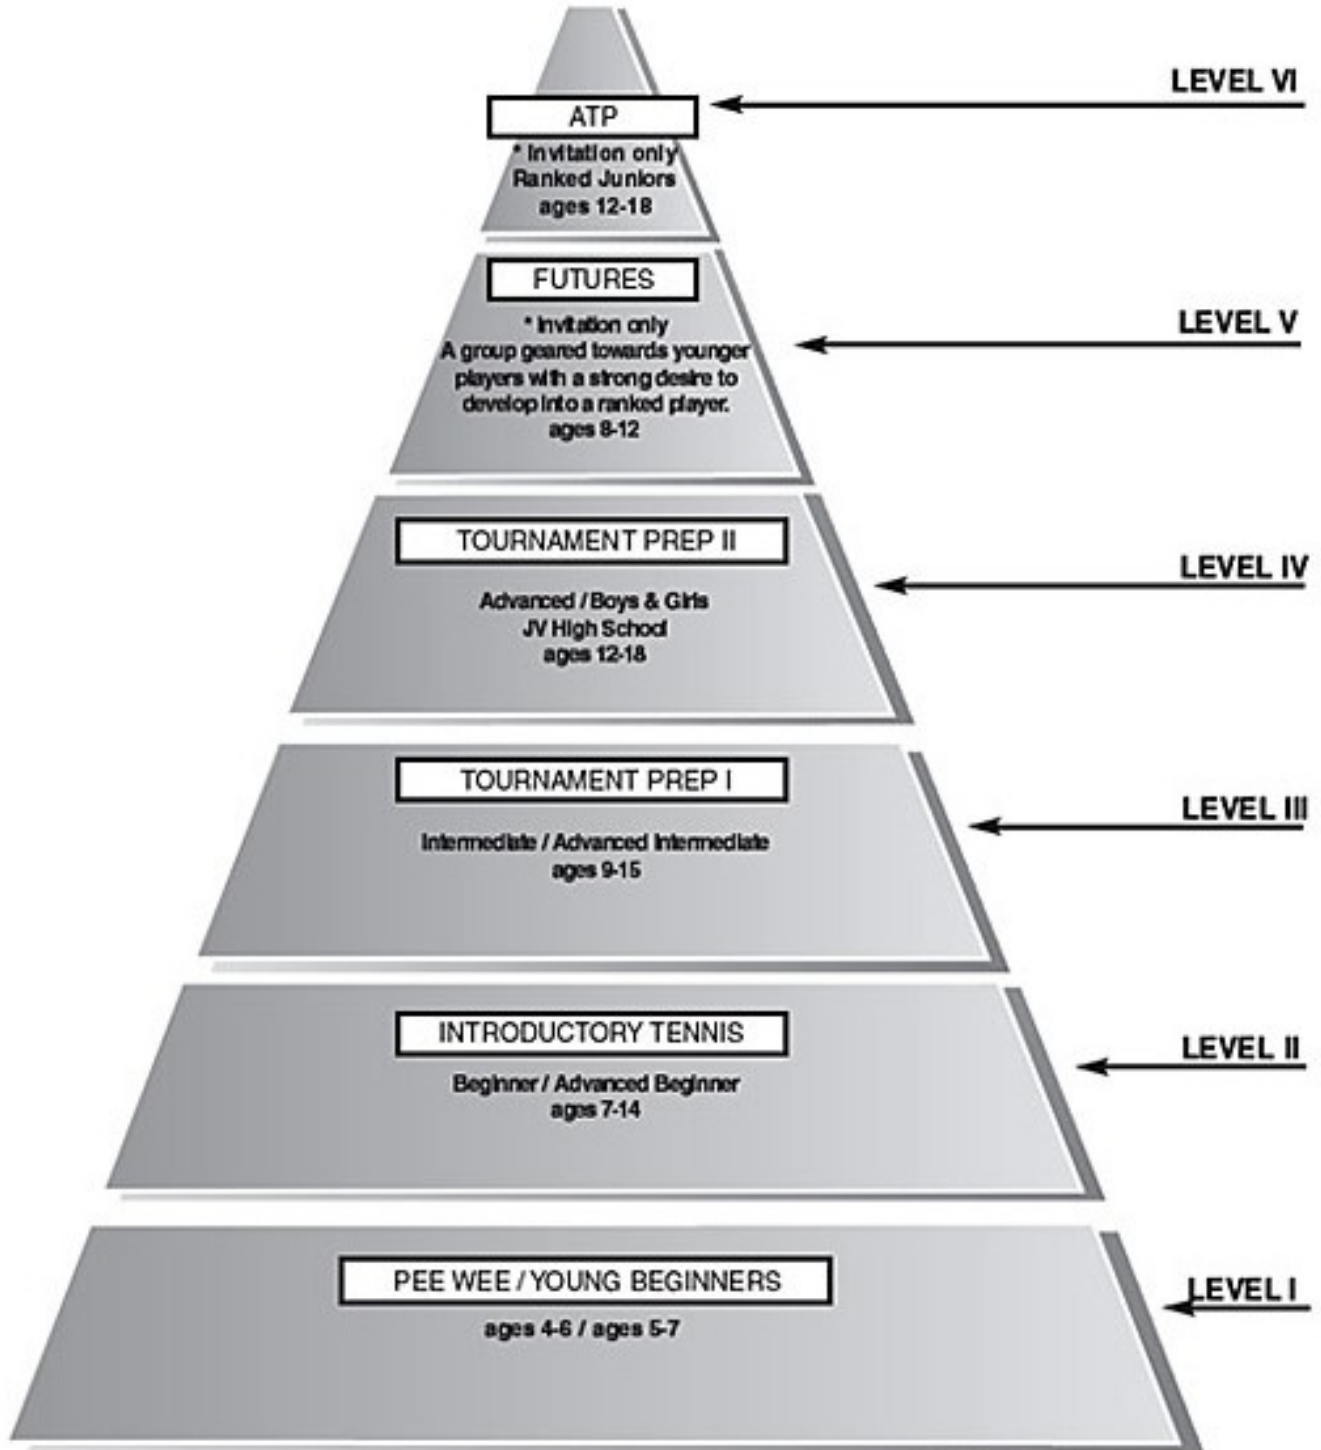 LEVEL VI
ATP
* Invitation only
Ranked Juniors
ages 12-18
FUTURES
LEVEL V
* Invitation only
A group geared towards younger
players with a strong desire to
develop into a ranked player.
ages 8-12
TOURNAMENT PREP II
LEVEL IV
Advanced / Boys & Girls
JV High School
ages 12-18
TOURNAMENT PREP I
LEVEL III
Intermediate / Advanced Intermediate
ages 9-15
INTRODUCTORY TENNIS
LEVEL II
Beginner / Advanced Beginner
ages 7-14
PEE WEE / YOUNG BEGINNERS
LEVEL I
ages 4-6 / ages 5-7